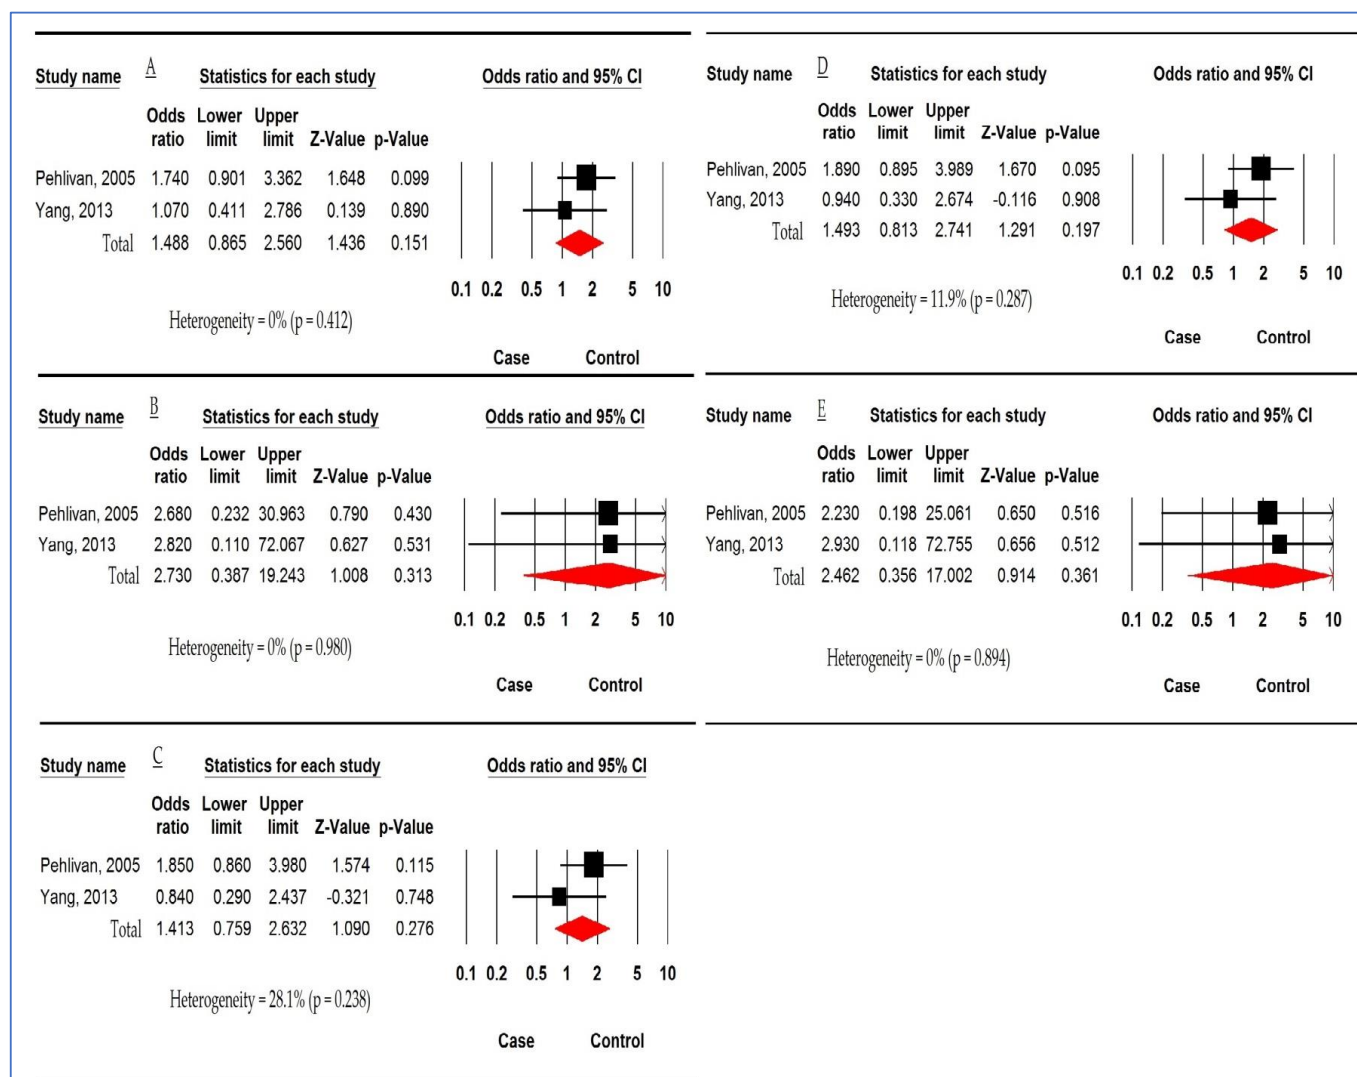 Study name A Statistics for each study Odds ratio and 95% CI
Odds Lower Upper
ratio limit limit Z-Value p-Value
Pehlivan, 2005 1.740 0.901 3.362 1.648 0.099
Yang, 2013 1.070 0.411 2.786 0.139 0.890
Total 1.488 0.865 2.560 1.436 0.151
0.1 0.2 0.5 1 2 5 10
Heterogeneity = 0% (p = 0.412)
Case Control
Study name B Statistics for each study Odds ratio and 95% CI
Odds Lower Upper
ratio limit limit Z-Value p-Value
Pehlivan, 2005 2.680 0.232 30.963 0.790 0.430
Yang, 2013 2.820 0.110 72.067 0.627 0.531
Total 2.730 0.387 19.243 1.008 0.313
0.1 0.2 0.5 1 2 5 10
Heterogeneity = 0% (p = 0.980)
Case Control
Study name C Statistics for each study Odds ratio and 95% CI
Odds Lower Upper
ratio limit limit Z-Value p-Value
Pehlivan, 2005 1.850 0.860 3.980 1.574 0.115
Yang, 2013 0.840 0.290 2.437 -0.321 0.748
Total 1.413 0.759 2.632 1.090 0.276
0.1 0.2 0.5 1 2 5 10
Heterogeneity = 28.1% (p = 0.238)
Case Control
Study name D Statistics for each study Odds ratio and 95% CI
Odds Lower Upper
ratio limit limit Z-Value p-Value
Pehlivan, 2005 1.890 0.895 3.989 1.670 0.095
Yang, 2013 0.940 0.330 2.674 -0.116 0.908
Total 1.493 0.813 2.741 1.291 0.197
0.1 0.2 0.5 1 2 5 10
Heterogeneity = 11.9% (p = 0.287)
Case Control
Study name E Statistics for each study Odds ratio and 95% CI
Odds Lower Upper
ratio limit limit Z-Value p-Value
Pehlivan, 2005 2.230 0.198 25.061 0.650 0.516
Yang, 2013 2.930 0.118 72.755 0.656 0.512
Total 2.462 0.356 17.002 0.914 0.361
0.1 0.2 0.5 1 2 5 10
Heterogeneity = 0% (p = 0.894)
Case Control